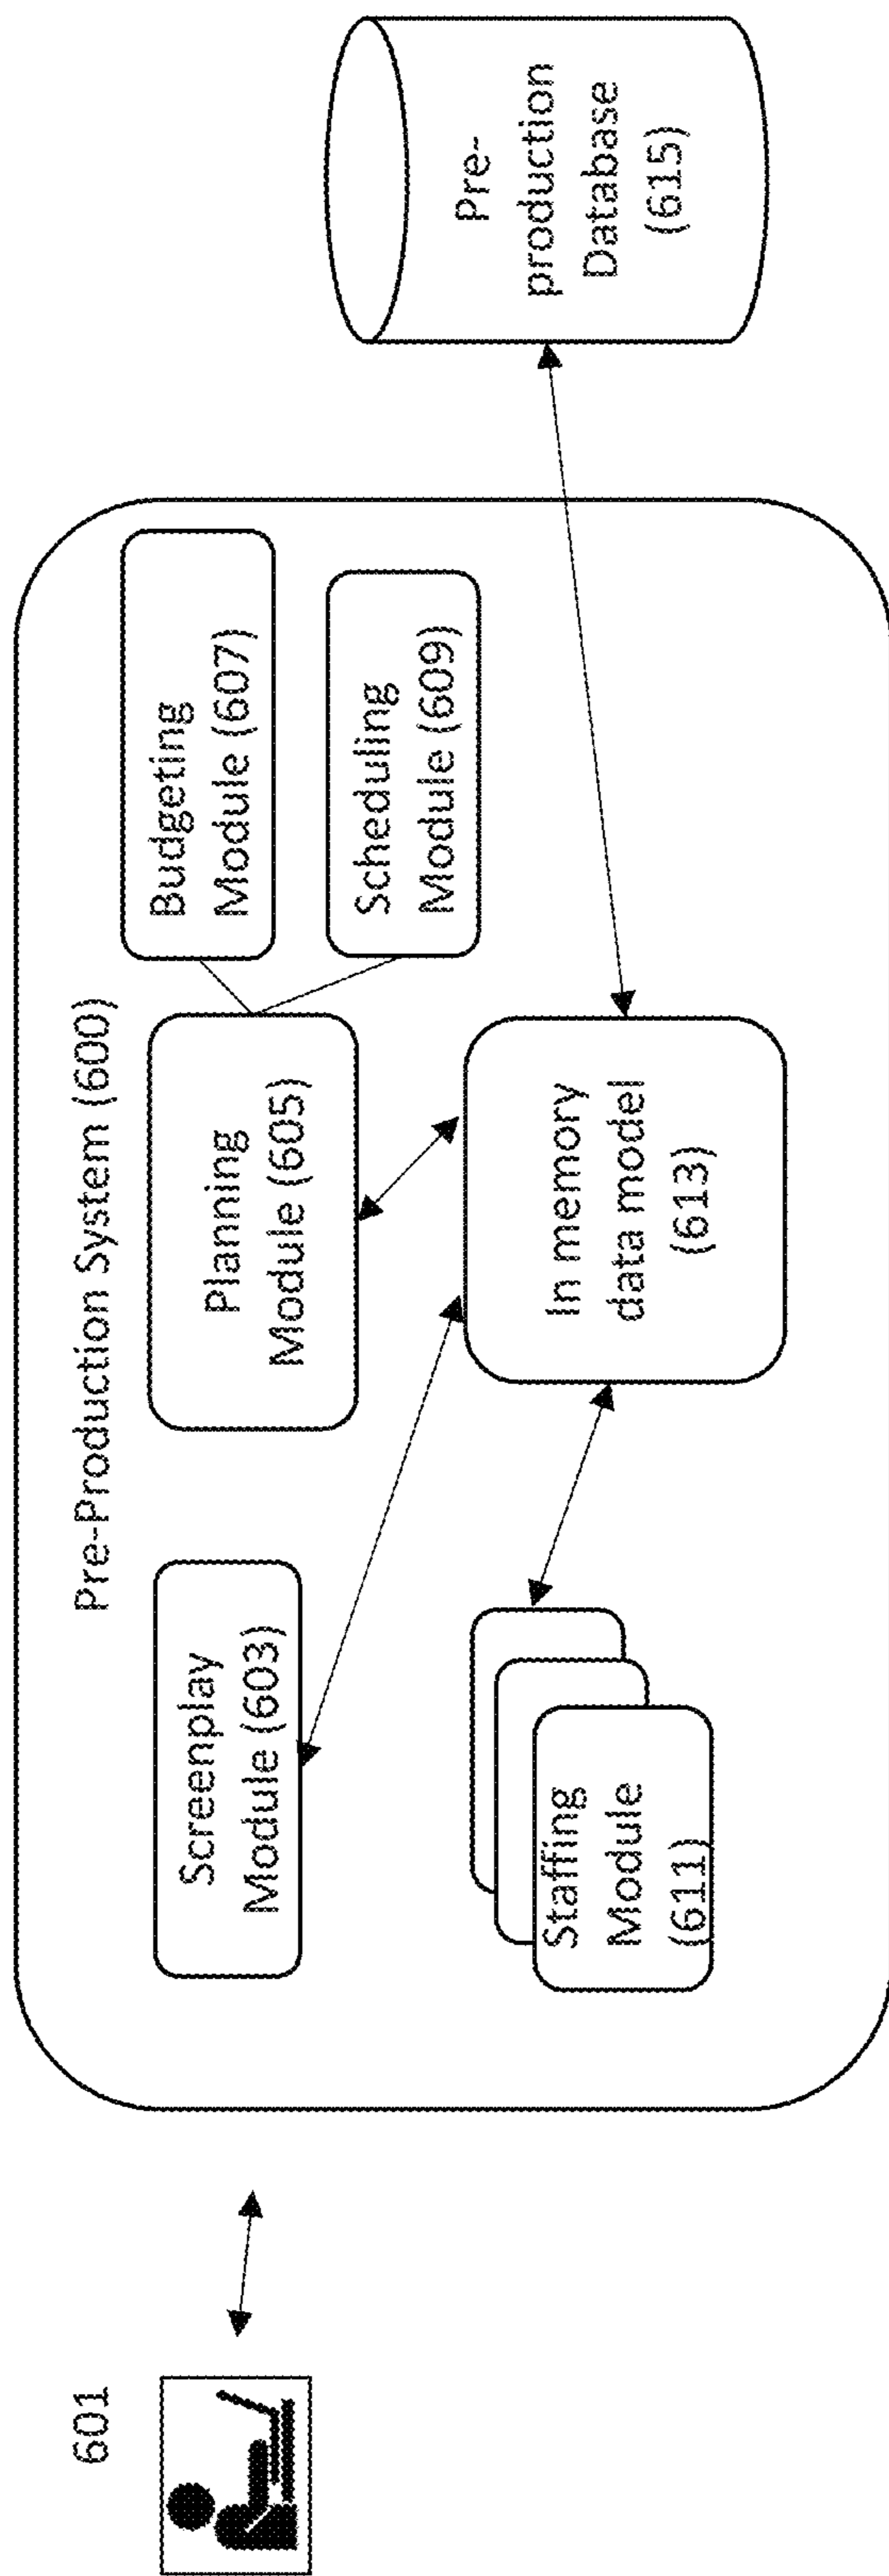 601
Pre-Production System (600)
Screenplay
Module (603)
Planning
Module (605)
Budgeting
Module (607)
Scheduling
Module (609)
Staffing
Module
(611)
In memory
data model
(613)
Pre-
production
Database
(615)